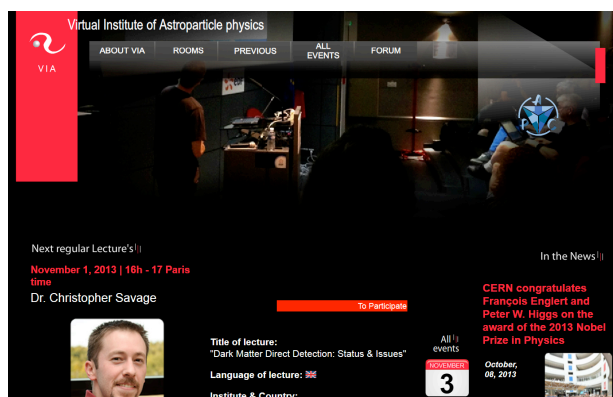 Virtual Institute of Astroparticle physics
VIA
ABOUT VIA
ROOMS
PREVIOUS
ALL
EVENTS
FORUM
Next regular Lecture's
November 1, 2013 | 16h - 17 Paris
time
Dr. Christopher Savage
To Participate
Title of lecture:
"Dark Matter Direct Detection: Status & Issues"
Language of lecture:
Institute & Country:
All
events
NOVEMBER
3
In the News
CERN congratulates
François Englert and
Peter W. Higgs on the
award of the 2013 Nobel
Prize in Physics
October,
08, 2013